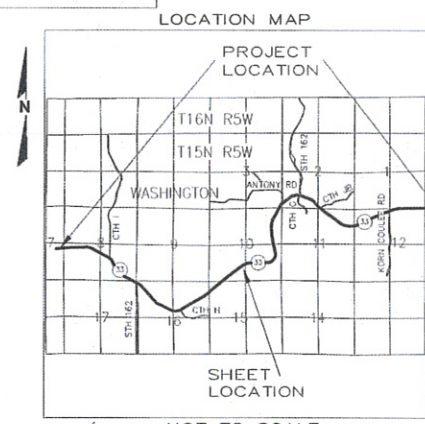 LOCATION MAP
PROJECT
LOCATION
N
T16N R5W
T15N R5W
STH 162
3
2
1
ANTONY RD
CTH JB
WASHINGTON
CTH G
KORN COULEE RD
CTH I
33
7
8
9
10
11
12
33
33
17
STH 162
16
CTH H
15
14
SHEET
LOCATION
NOT TO SCALE